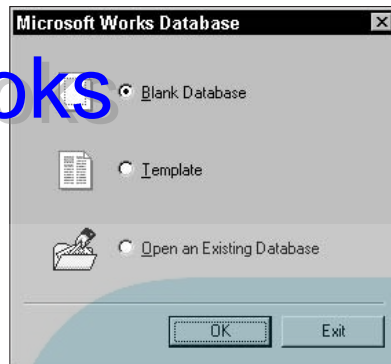 Microsoft Works Database
oks
Blank Database
Template
Open an Existing Database
OK
Exit